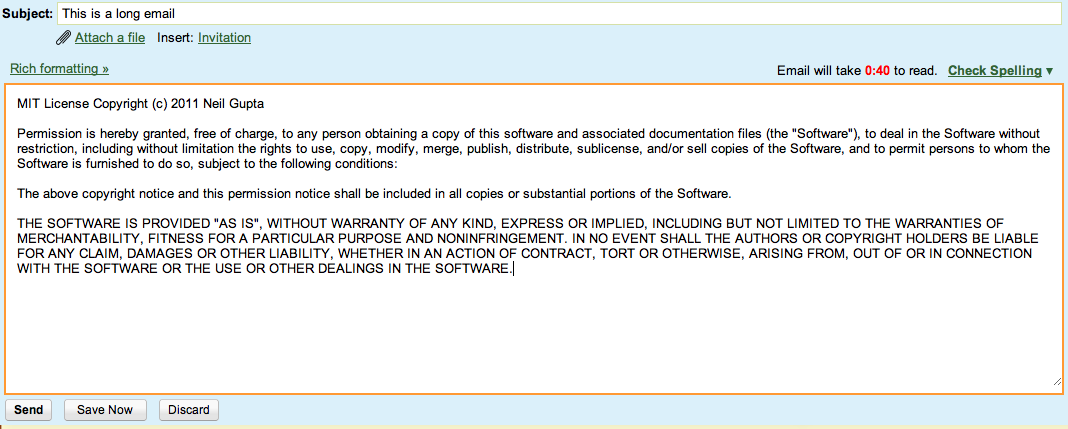 Subject: This is a long email
Attach a file Insert: Invitation
Rich formatting » Email will take 0:40 to read. Check Spelling ▼
MIT License Copyright (c) 2011 Neil Gupta
Permission is hereby granted, free of charge, to any person obtaining a copy of this software and associated documentation files (the "Software"), to deal in the Software without
restriction, including without limitation the rights to use, copy, modify, merge, publish, distribute, sublicense, and/or sell copies of the Software, and to permit persons to whom the
Software is furnished to do so, subject to the following conditions:
The above copyright notice and this permission notice shall be included in all copies or substantial portions of the Software.
THE SOFTWARE IS PROVIDED "AS IS", WITHOUT WARRANTY OF ANY KIND, EXPRESS OR IMPLIED, INCLUDING BUT NOT LIMITED TO THE WARRANTIES OF
MERCHANTABILITY, FITNESS FOR A PARTICULAR PURPOSE AND NONINFRINGEMENT. IN NO EVENT SHALL THE AUTHORS OR COPYRIGHT HOLDERS BE LIABLE
FOR ANY CLAIM, DAMAGES OR OTHER LIABILITY, WHETHER IN AN ACTION OF CONTRACT, TORT OR OTHERWISE, ARISING FROM, OUT OF OR IN CONNECTION
WITH THE SOFTWARE OR THE USE OR OTHER DEALINGS IN THE SOFTWARE.
Send Save Now Discard